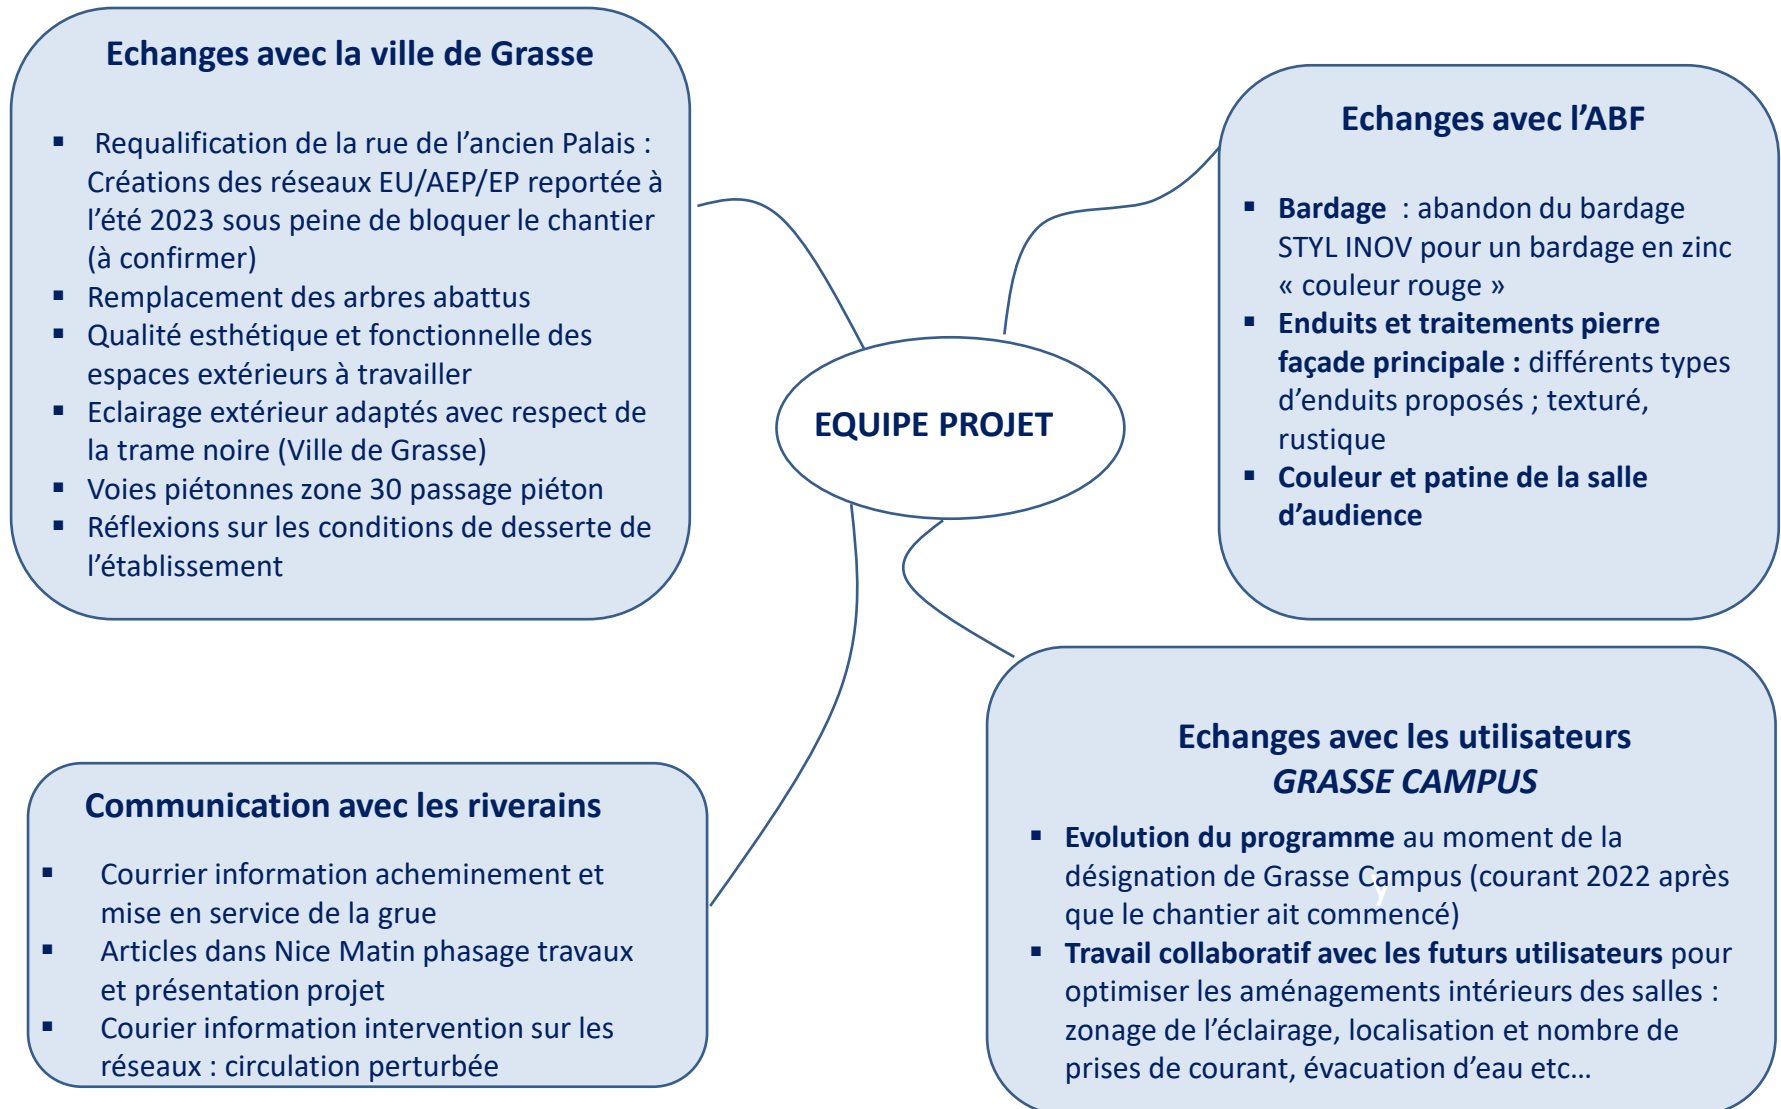 Echanges avec la ville de Grasse
▪ Requalification de la rue de l’ancien Palais :
Créations des réseaux EU/AEP/EP reportée à
l’été 2023 sous peine de bloquer le chantier
(à confirmer)
▪ Remplacement des arbres abattus
▪ Qualité esthétique et fonctionnelle des
espaces extérieurs à travailler
▪ Eclairage extérieur adaptés avec respect de
la trame noire (Ville de Grasse)
▪ Voies piétonnes zone 30 passage piéton
▪ Réflexions sur les conditions de desserte de
l’établissement
Echanges avec l’ABF
▪ Bardage : abandon du bardage
STYL INOV pour un bardage en zinc
« couleur rouge »
▪ Enduits et traitements pierre
façade principale : différents types
d’enduits proposés ; texturé,
rustique
▪ Couleur et patine de la salle
d’audience
EQUIPE PROJET
Communication avec les riverains
▪ Courrier information acheminement et
mise en service de la grue
▪ Articles dans Nice Matin phasage travaux
et présentation projet
▪ Courier information intervention sur les
réseaux : circulation perturbée
Echanges avec les utilisateurs
GRASSE CAMPUS
▪ Evolution du programme au moment de la
désignation de Grasse Campus (courant 2022 après
que le chantier ait commencé)
▪ Travail collaboratif avec les futurs utilisateurs pour
optimiser les aménagements intérieurs des salles :
zonage de l’éclairage, localisation et nombre de
prises de courant, évacuation d’eau etc…
y